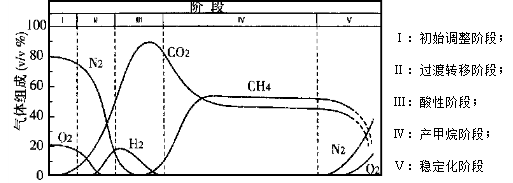 阶 段
I II III IV V
气体组成 (v/v %)
100
80
60
40
20
0
N2
O2
H2
CO2
CH4
N2
O2
I：初始调整阶段；
II：过渡转移阶段；
III：酸性阶段；
IV：产甲烷阶段；
V：稳定化阶段